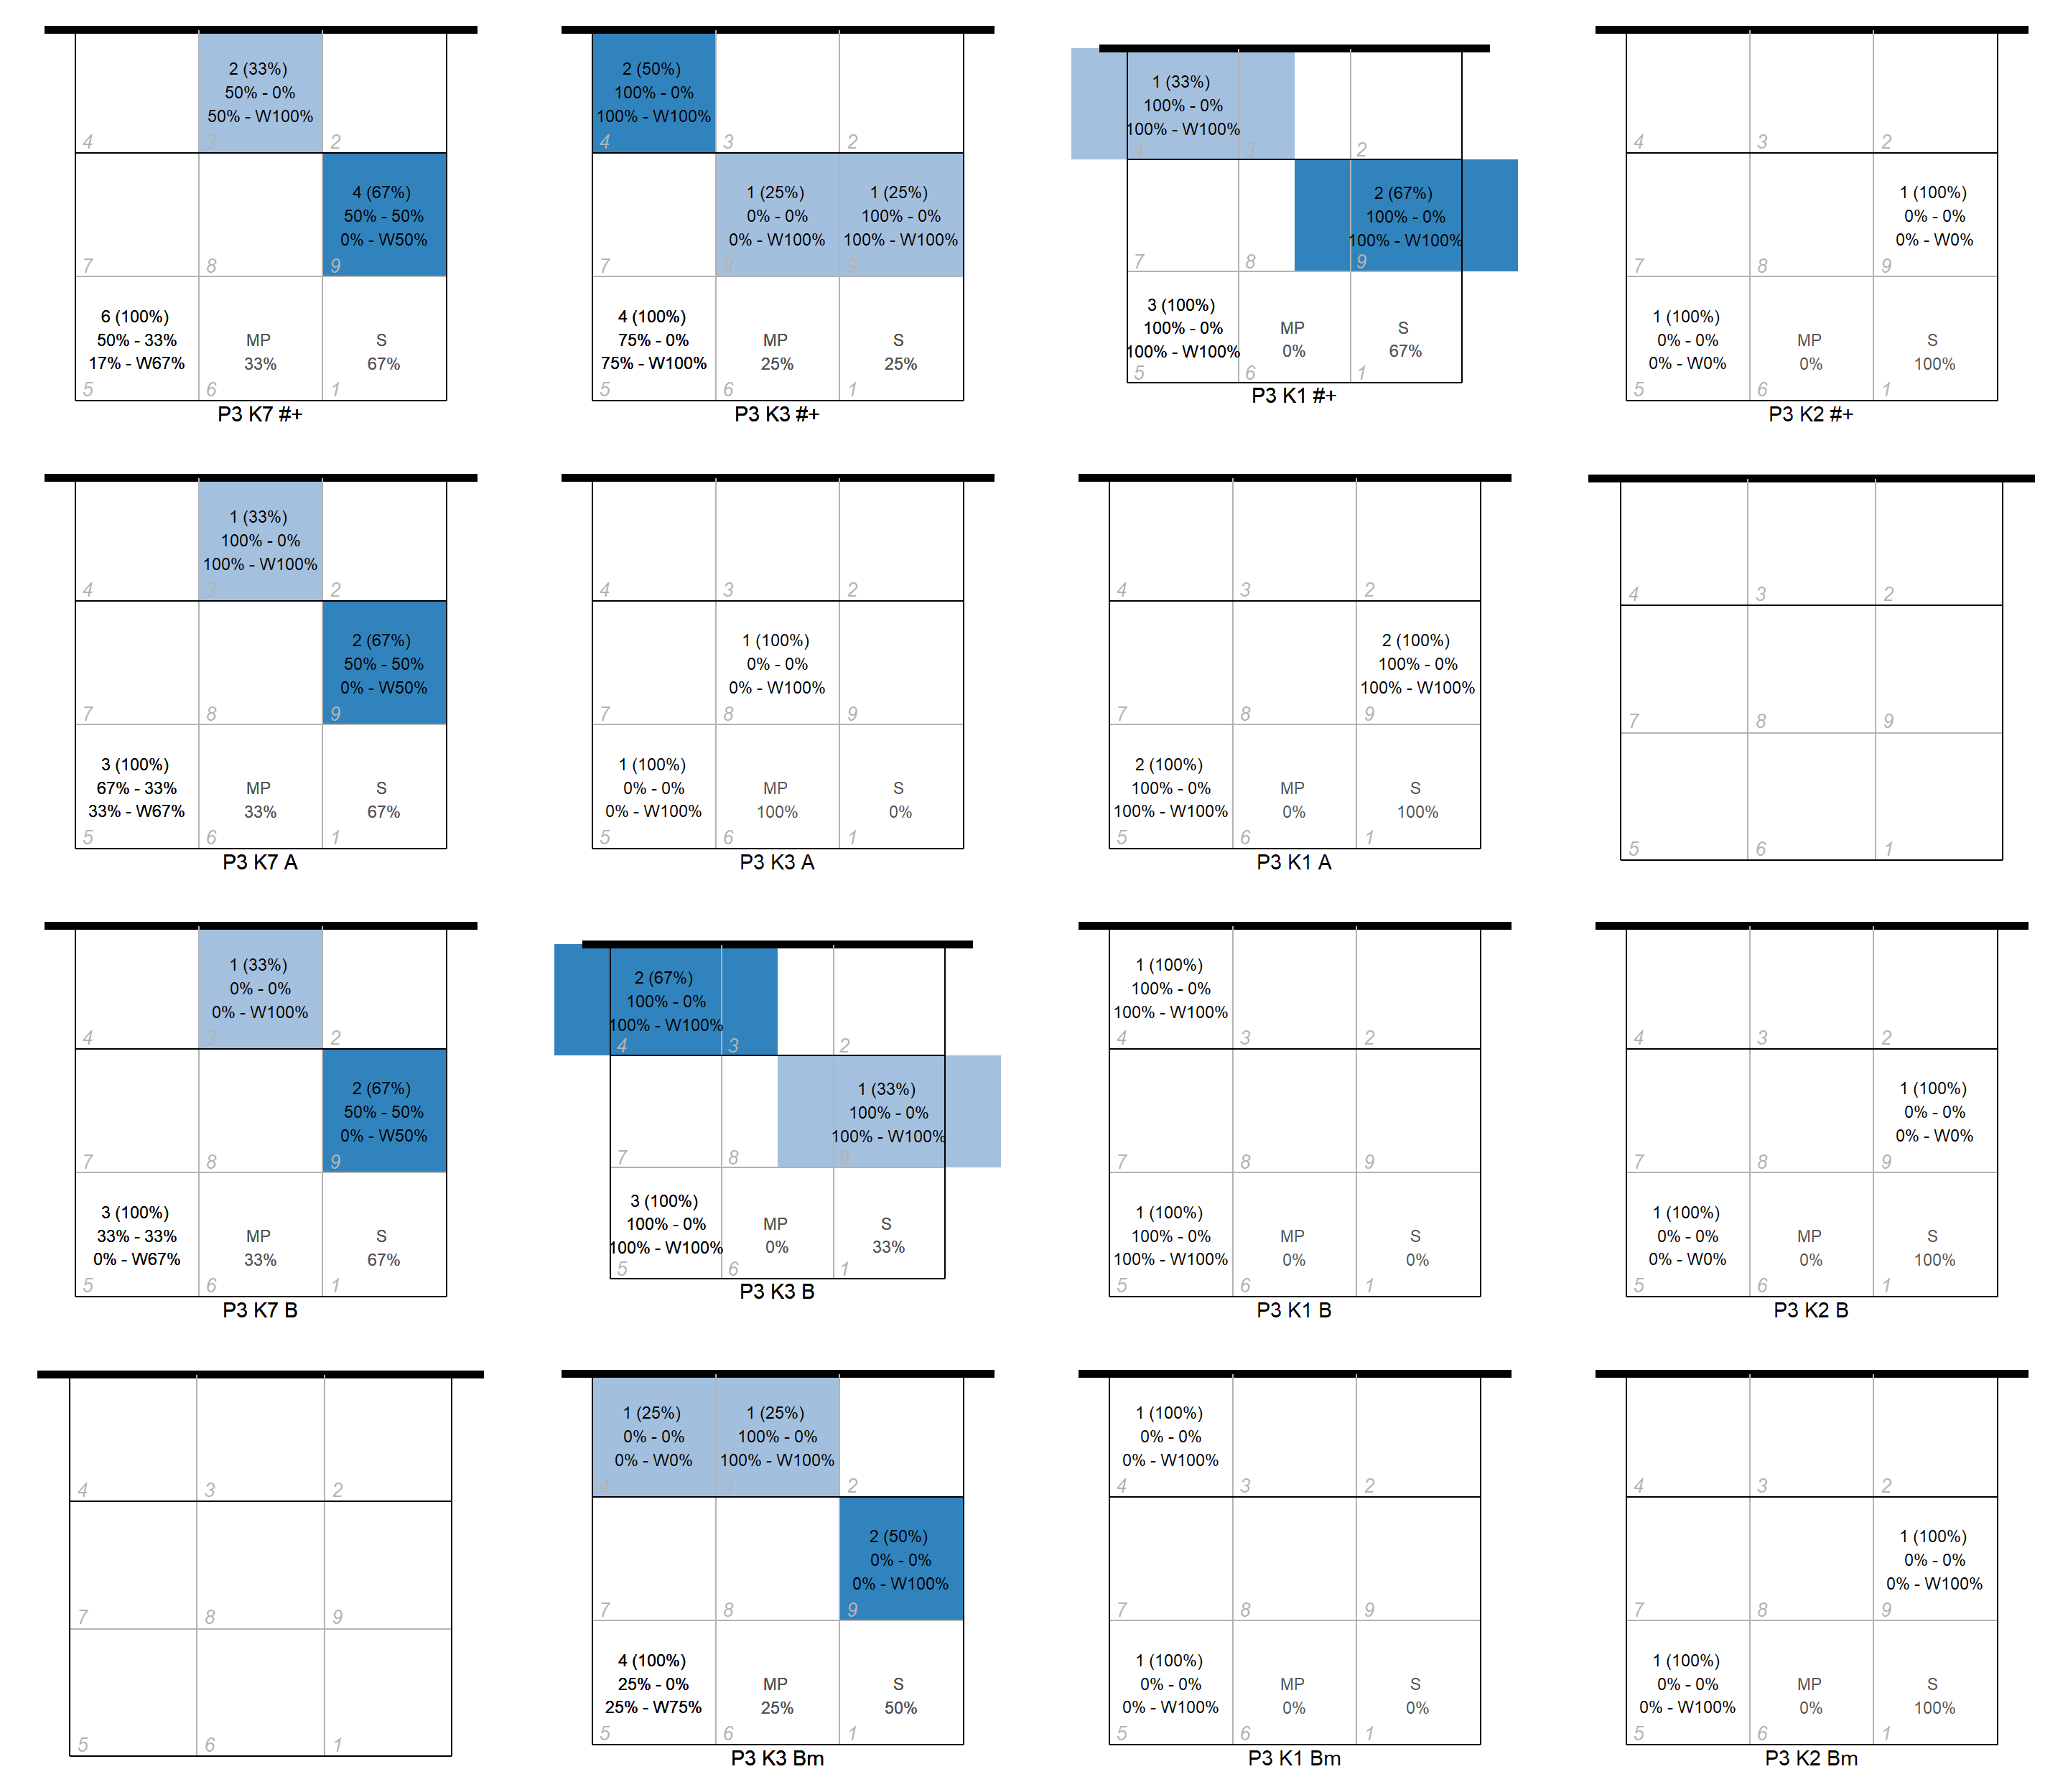 2 (33%)
50% - 0%
50% - W100%
4
3
2
4 (67%)
50% - 50%
0% - W50%
7
8
9
6 (100%)
50% - 33%
17% - W67%
MP
33%
S
67%
5
6
1
P3 K7 #+
2 (50%)
100% - 0%
100% - W100%
4
3
2
1 (25%)
0% - 0%
0% - W100%
1 (25%)
100% - 0%
100% - W100%
7
8
9
4 (100%)
75% - 0%
75% - W100%
MP
25%
S
25%
5
6
1
P3 K3 #+
1 (33%)
100% - 0%
100% - W100%
4
3
2
2 (67%)
100% - 0%
100% - W100%
7
8
9
3 (100%)
100% - 0%
100% - W100%
MP
0%
S
67%
5
6
1
P3 K1 #+
4
3
2
1 (100%)
0% - 0%
0% - W0%
7
8
9
1 (100%)
0% - 0%
0% - W0%
MP
0%
S
100%
5
6
1
P3 K2 #+
1 (33%)
100% - 0%
100% - W100%
4
3
2
2 (67%)
50% - 50%
0% - W50%
7
8
9
3 (100%)
67% - 33%
33% - W67%
MP
33%
S
67%
5
6
1
P3 K7 A
4
3
2
1 (100%)
0% - 0%
0% - W100%
7
8
9
1 (100%)
0% - 0%
0% - W100%
MP
100%
S
0%
5
6
1
P3 K3 A
4
3
2
2 (100%)
100% - 0%
100% - W100%
7
8
9
2 (100%)
100% - 0%
100% - W100%
MP
0%
S
100%
5
6
1
P3 K1 A
4
3
2
7
8
9
5
6
1
1 (33%)
0% - 0%
0% - W100%
4
3
2
2 (67%)
50% - 50%
0% - W50%
7
8
9
3 (100%)
33% - 33%
0% - W67%
MP
33%
S
67%
5
6
1
P3 K7 B
2 (67%)
100% - 0%
100% - W100%
4
3
2
1 (33%)
100% - 0%
100% - W100%
7
8
9
3 (100%)
100% - 0%
100% - W100%
MP
0%
S
33%
5
6
1
P3 K3 B
1 (100%)
100% - 0%
100% - W100%
4
3
2
7
8
9
1 (100%)
100% - 0%
100% - W100%
MP
0%
S
0%
5
6
1
P3 K1 B
4
3
2
1 (100%)
0% - 0%
0% - W0%
7
8
9
1 (100%)
0% - 0%
0% - W0%
MP
0%
S
100%
5
6
1
P3 K2 B
4
3
2
7
8
9
5
6
1
1 (25%)
0% - 0%
0% - W0%
1 (25%)
100% - 0%
100% - W100%
4
3
2
2 (50%)
0% - 0%
0% - W100%
7
8
9
4 (100%)
25% - 0%
25% - W75%
MP
25%
S
50%
5
6
1
P3 K3 Bm
1 (100%)
0% - 0%
0% - W100%
4
3
2
7
8
9
1 (100%)
0% - 0%
0% - W100%
MP
0%
S
0%
5
6
1
P3 K1 Bm
4
3
2
1 (100%)
0% - 0%
0% - W100%
7
8
9
1 (100%)
0% - 0%
0% - W100%
MP
0%
S
100%
5
6
1
P3 K2 Bm